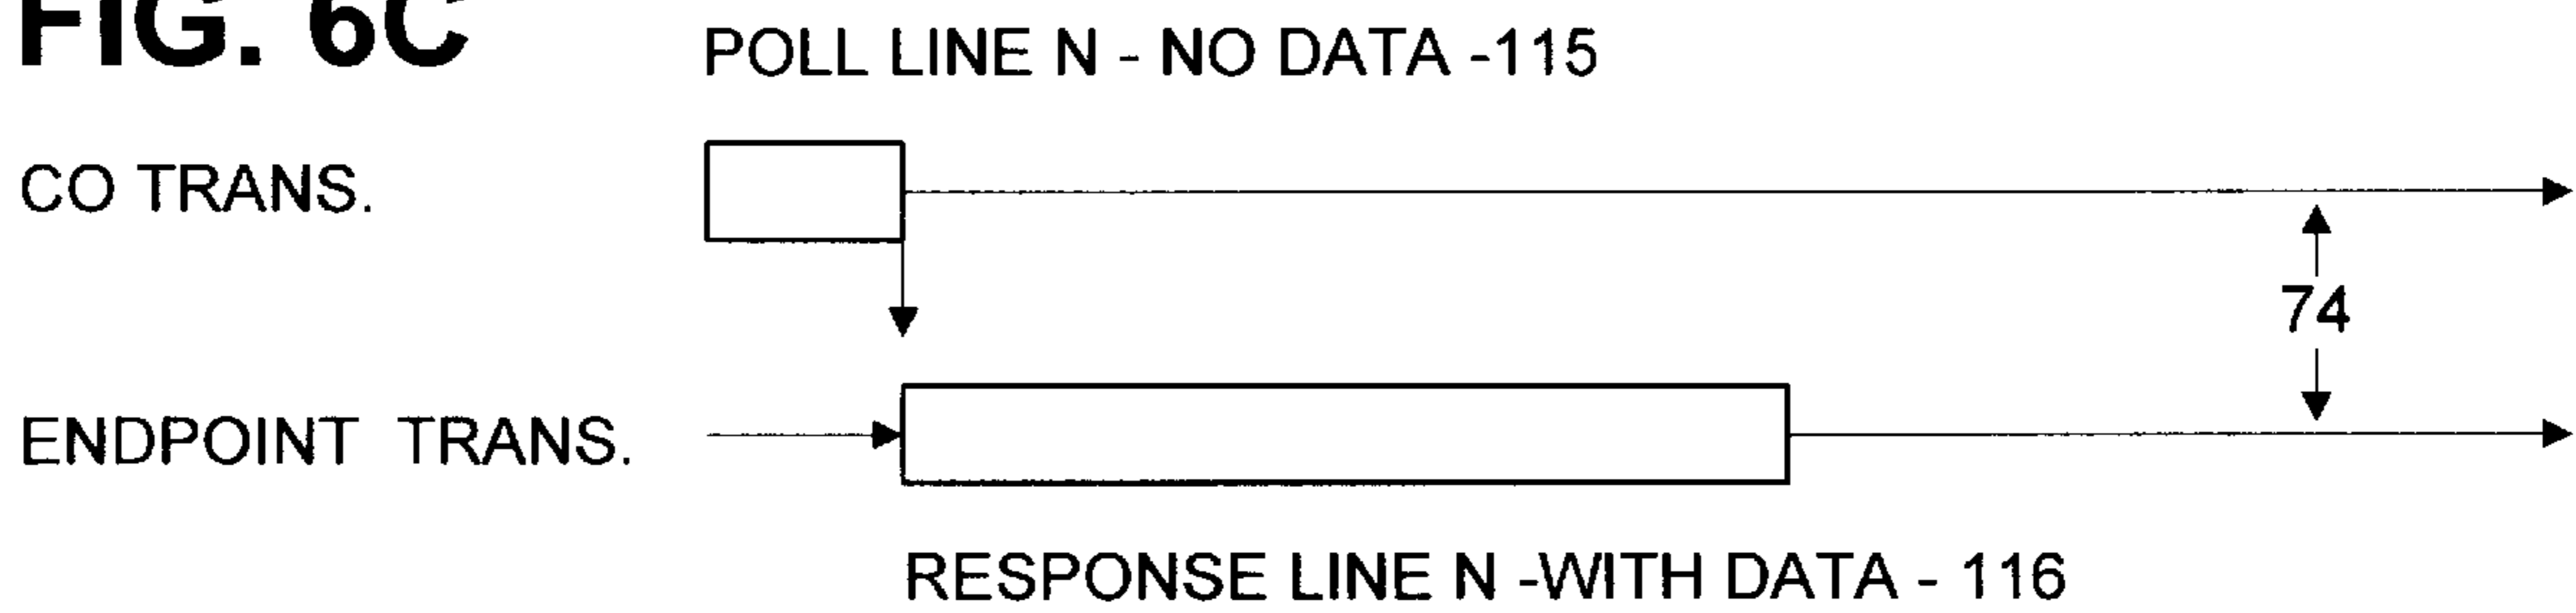 FIG. 6C
POLL LINE N - NO DATA -115
CO TRANS.
74
ENDPOINT TRANS.
RESPONSE LINE N -WITH DATA - 116